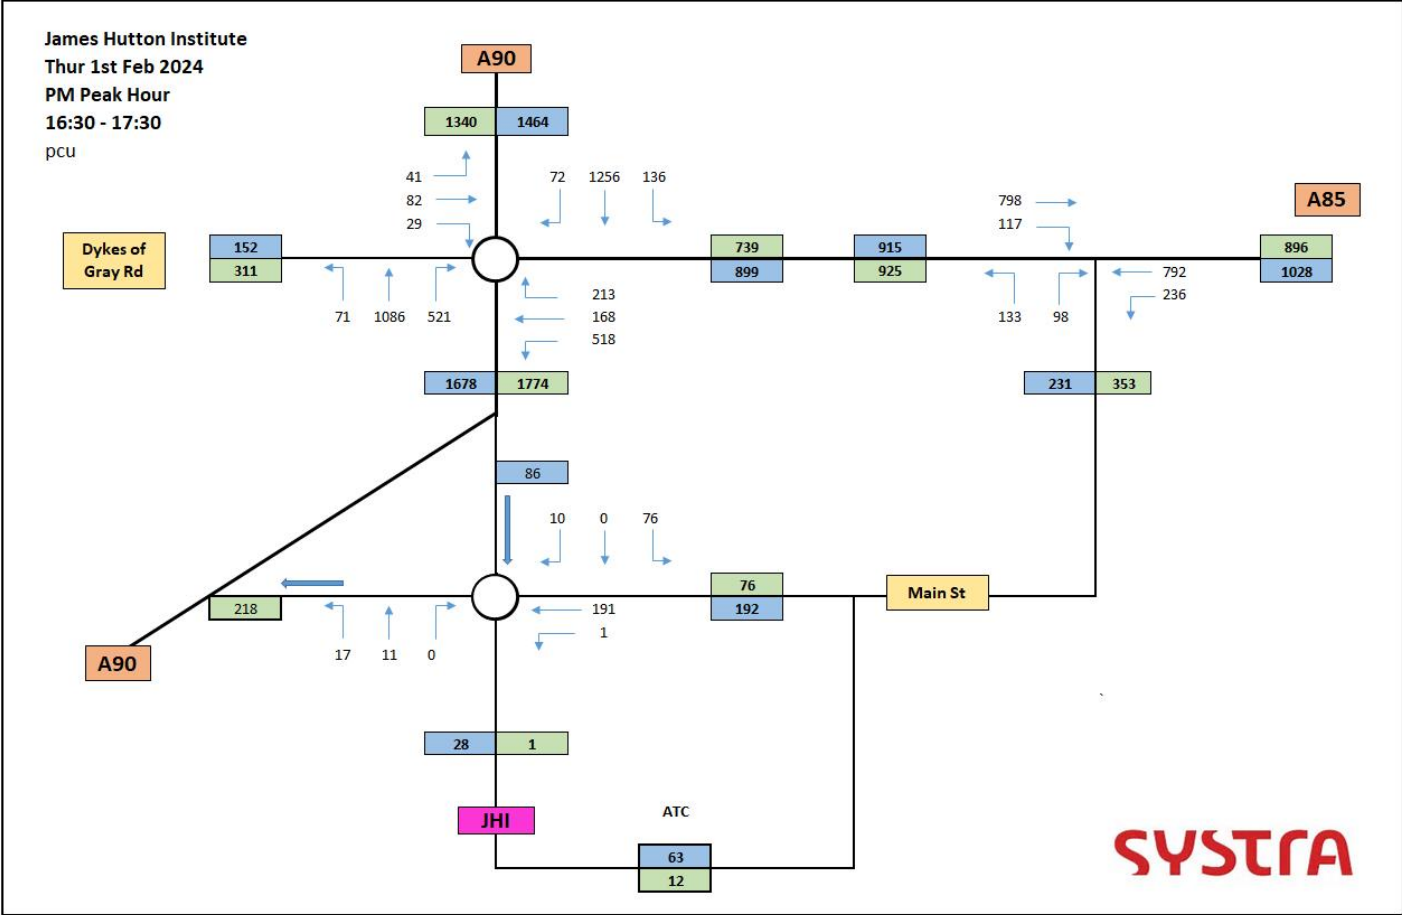 James Hutton Institute
Thur 1st Feb 2024
PM Peak Hour
16:30 - 17:30
pcu
A90
1340 1464
41
82
29
72 1256 136
798
117
A85
Dykes of
Gray Rd
152
311
739
899
915
925
896
1028
71 1086 521
213
168
518
133 98
792
236
1678 1774
231 353
86
10 0 76
76
192
Main St
218
191
1
17 11 0
A90
28 1
JHI
ATC
63
12
SYSTRA